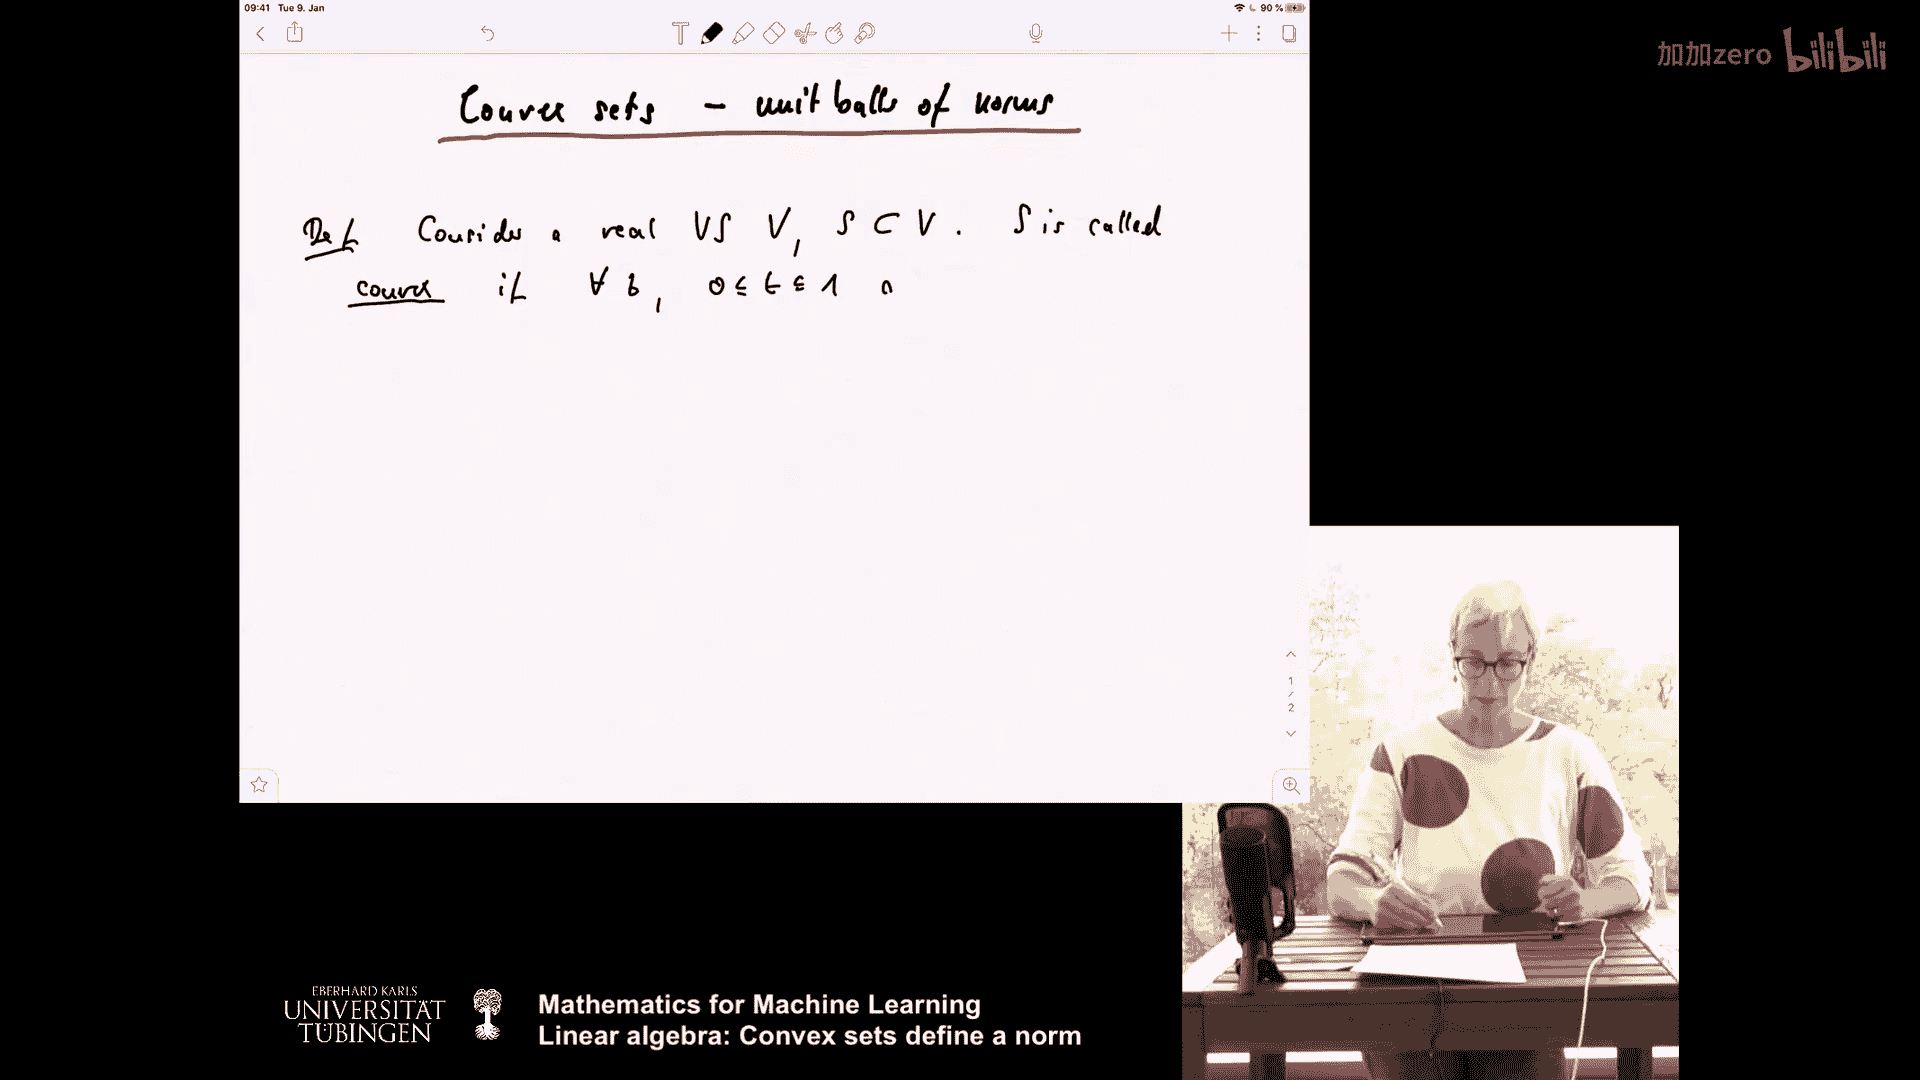 09:41 Tue 9. Jan
90 %
加加zero bilibili
Convex sets - unit balls of norms
Def Consider a real VS V, S ⊂ V. S is called
convex if ∀ t, 0 ≤ t ≤ 1
1
/
2
EBERHARD KARLS
UNIVERSITÄT
TÜBINGEN
Mathematics for Machine Learning
Linear algebra: Convex sets define a norm